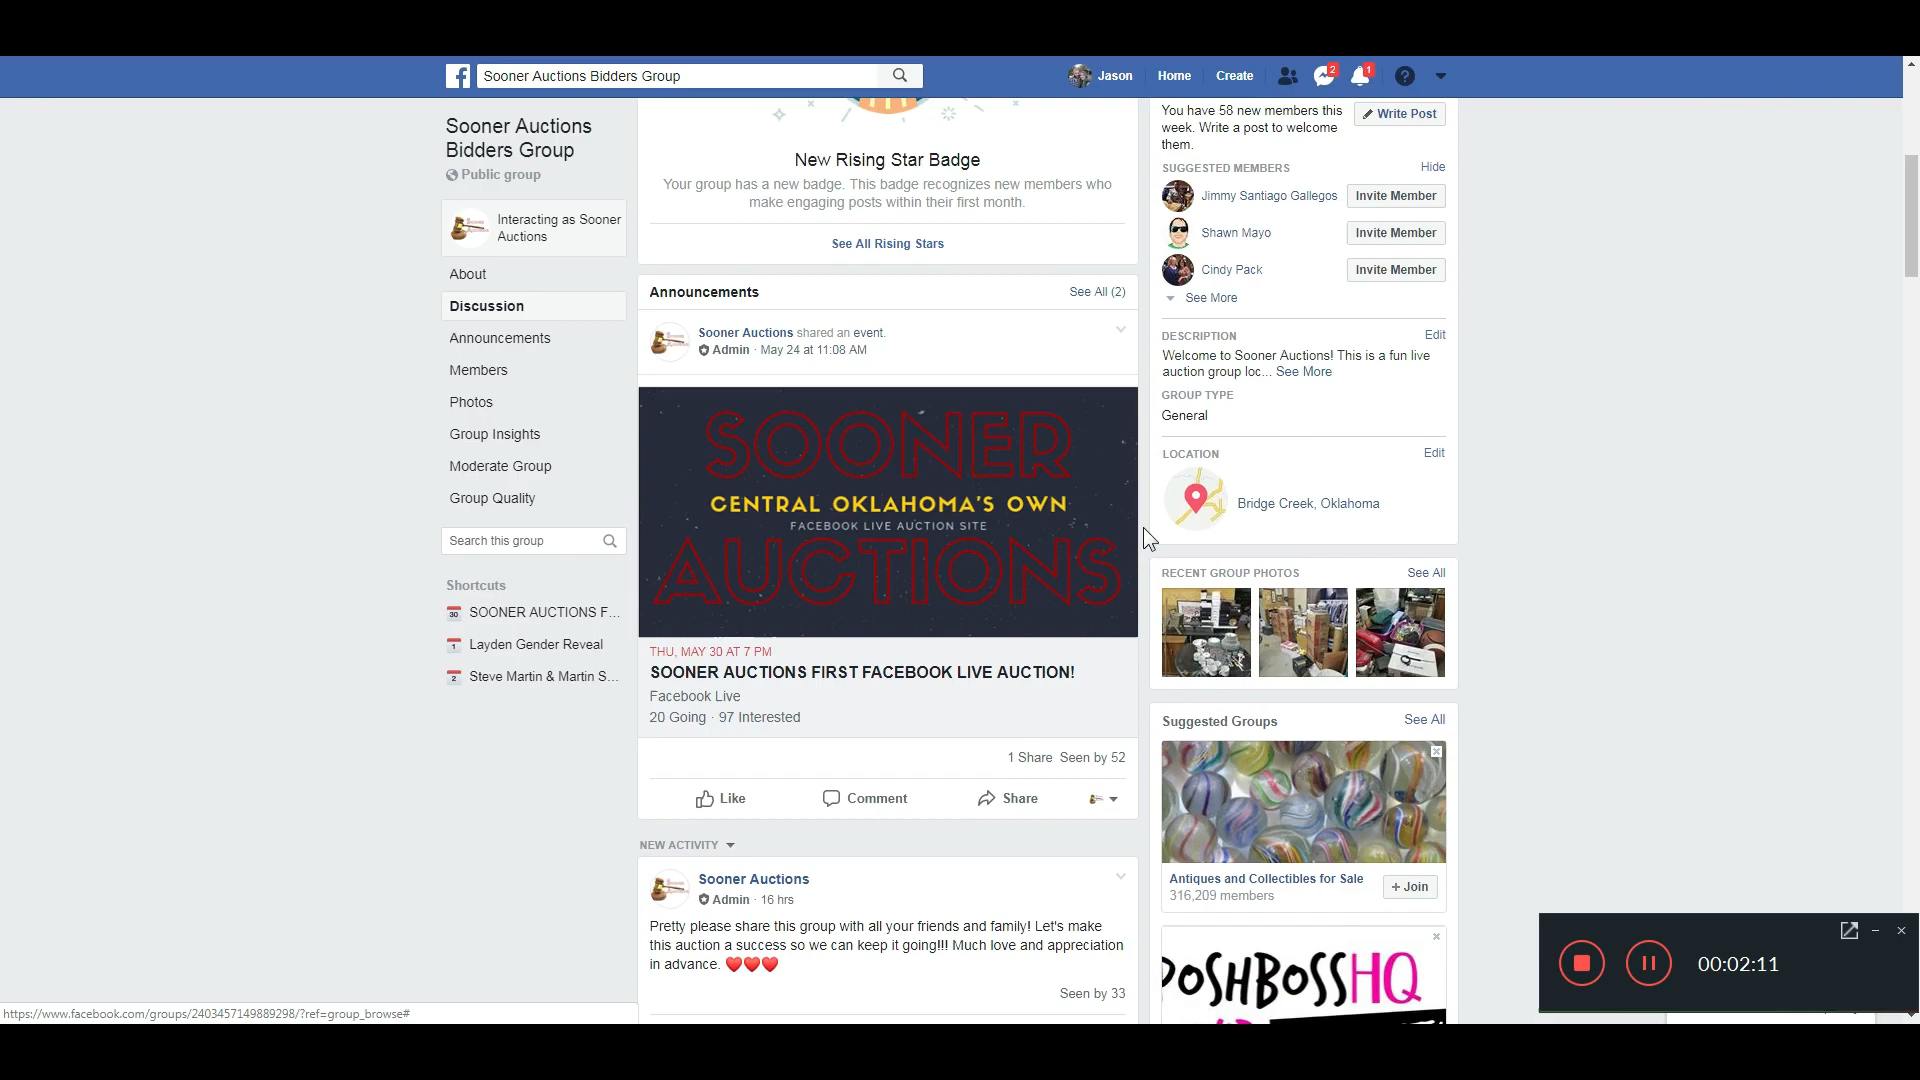 Sooner Auctions Bidders Group
Jason
Home
Create
2
1
Sooner Auctions
Bidders Group
Public group
Interacting as Sooner
Auctions
About
Discussion
Announcements
Members
Photos
Group Insights
Moderate Group
Group Quality
Search this group
Shortcuts
30 SOONER AUCTIONS F...
1 Layden Gender Reveal
2 Steve Martin & Martin S...
New Rising Star Badge
Your group has a new badge. This badge recognizes new members who
make engaging posts within their first month.
See All Rising Stars
Announcements
See All (2)
Sooner Auctions shared an event.
Admin · May 24 at 11:08 AM
SOONER
CENTRAL OKLAHOMA'S OWN
FACEBOOK LIVE AUCTION SITE
AUCTIONS
THU, MAY 30 AT 7 PM
SOONER AUCTIONS FIRST FACEBOOK LIVE AUCTION!
Facebook Live
20 Going · 97 Interested
1 Share Seen by 52
Like
Comment
Share
NEW ACTIVITY
Sooner Auctions
Admin · 16 hrs
Pretty please share this group with all your friends and family! Let's make
this auction a success so we can keep it going!!! Much love and appreciation
in advance.
Seen by 33
You have 58 new members this
week. Write a post to welcome
them.
Write Post
SUGGESTED MEMBERS
Hide
Jimmy Santiago Gallegos
Invite Member
Shawn Mayo
Invite Member
Cindy Pack
Invite Member
See More
DESCRIPTION
Edit
Welcome to Sooner Auctions! This is a fun live
auction group loc... See More
GROUP TYPE
General
LOCATION
Edit
Bridge Creek, Oklahoma
RECENT GROUP PHOTOS
See All
Suggested Groups
See All
Antiques and Collectibles for Sale
316,209 members
+ Join
POSHBOSSHQ
00:02:11
https://www.facebook.com/groups/2403457149889298/?ref=group_browse#